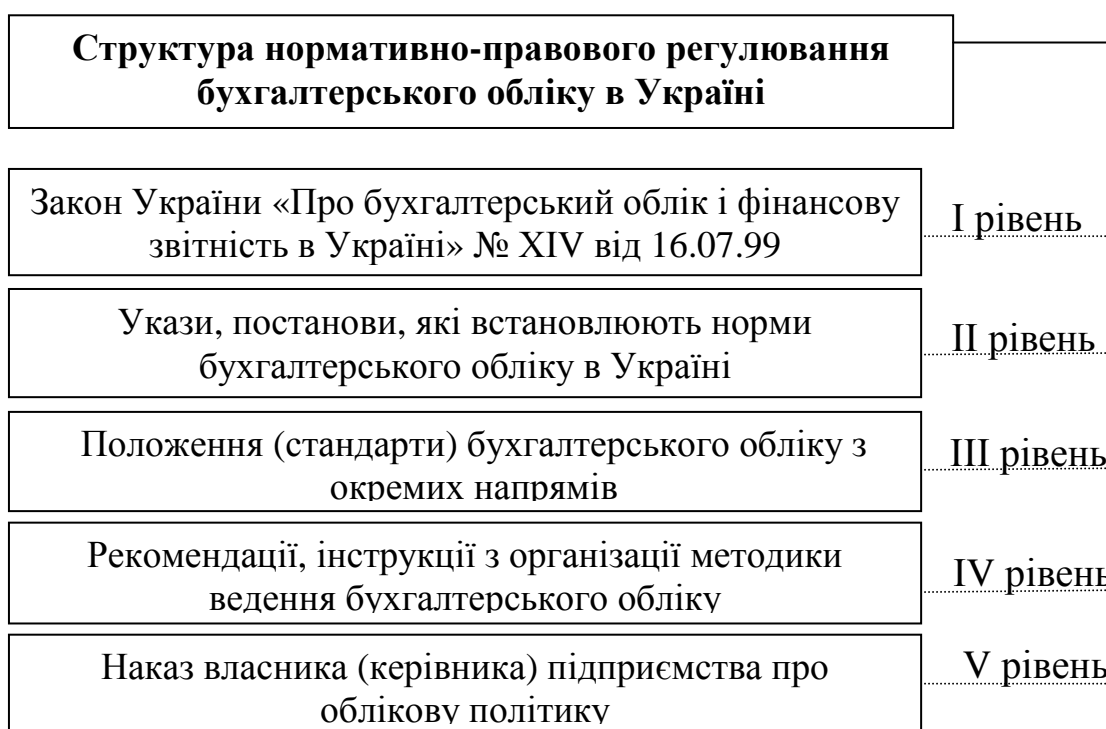 Структура нормативно-правового регулювання
бухгалтерського обліку в Україні
Закон України «Про бухгалтерський облік і фінансову
звітність в Україні» № XIV від 16.07.99
І рівень
Укази, постанови, які встановлюють норми
бухгалтерського обліку в Україні
ІІ рівень
Положення (стандарти) бухгалтерського обліку з
окремих напрямів
ІІІ рівень
Рекомендації, інструкції з організації методики
ведення бухгалтерського обліку
IV рівень
Наказ власника (керівника) підприємства про
облікову політику
V рівень